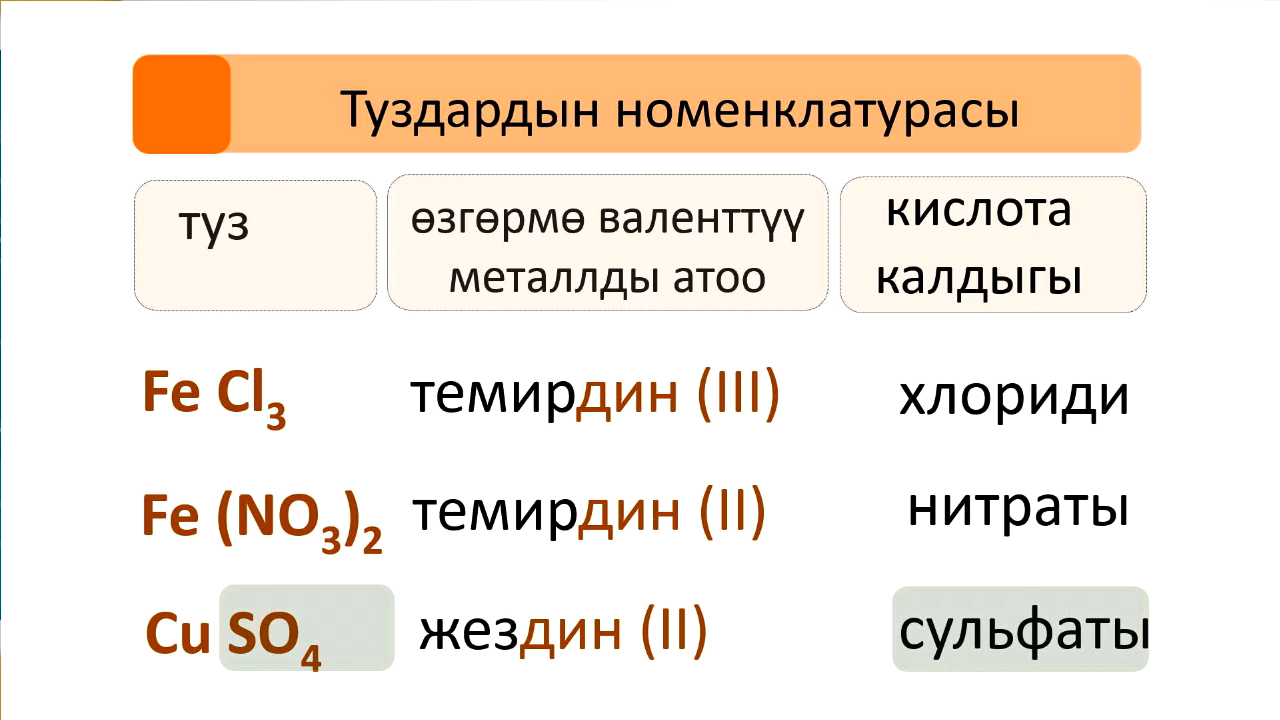 Туздардын номенклатурасы
туз
өзгөрмө валенттүү
металлды атоо
кислота
калдыгы
Fe Cl₃ темирдин (III) хлориди
Fe (NO₃)₂ темирдин (II) нитраты
Cu SO₄ жездин (II) сульфаты